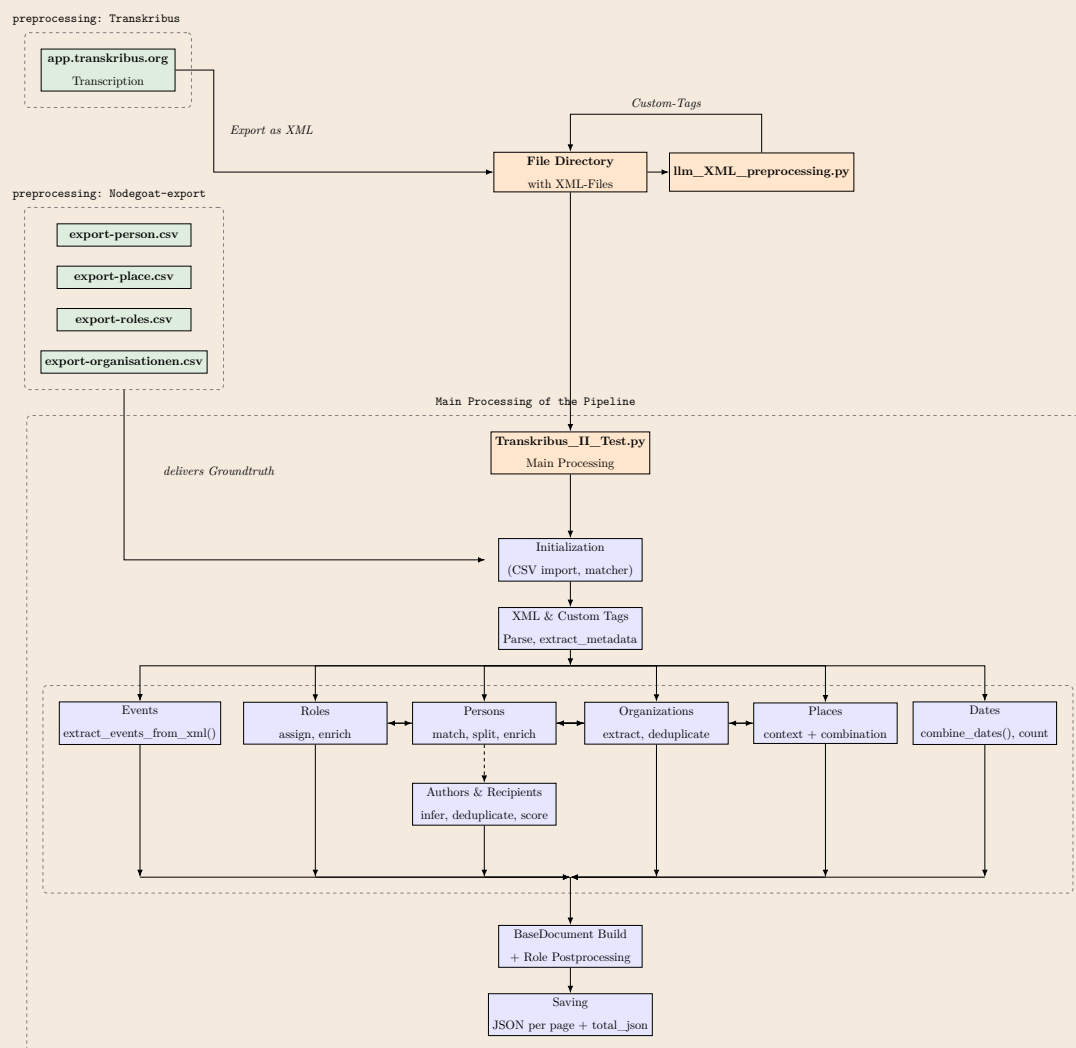 preprocessing: Transkribus
app.transkribus.org
Transcription
Export as XML
Custom-Tags
File Directory
with XML-Files
llm_XML_preprocessing.py
preprocessing: Nodegoat-export
export-person.csv
export-place.csv
export-roles.csv
export-organisationen.csv
delivers Groundtruth
Main Processing of the Pipeline
Transkribus_II_Test.py
Main Processing
Initialization
(CSV import, matcher)
XML & Custom Tags
Parse, extract_metadata
Events
extract_events_from_xml()
Roles
assign, enrich
Persons
match, split, enrich
Organizations
extract, deduplicate
Places
context + combination
Dates
combine_dates(), count
Authors & Recipients
infer, deduplicate, score
BaseDocument Build
+ Role Postprocessing
Saving
JSON per page + total_json